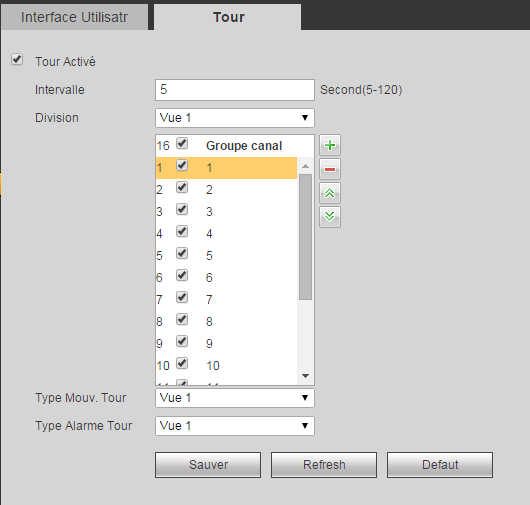 Interface Utilisatr Tour
Tour Activé
Intervalle 5 Second(5-120)
Division Vue 1
16 Groupe canal
1 1
2 2
3 3
4 4
5 5
6 6
7 7
8 8
9 9
10 10
11 11
Type Mouv. Tour Vue 1
Type Alarme Tour Vue 1
Sauver Refresh Defaut